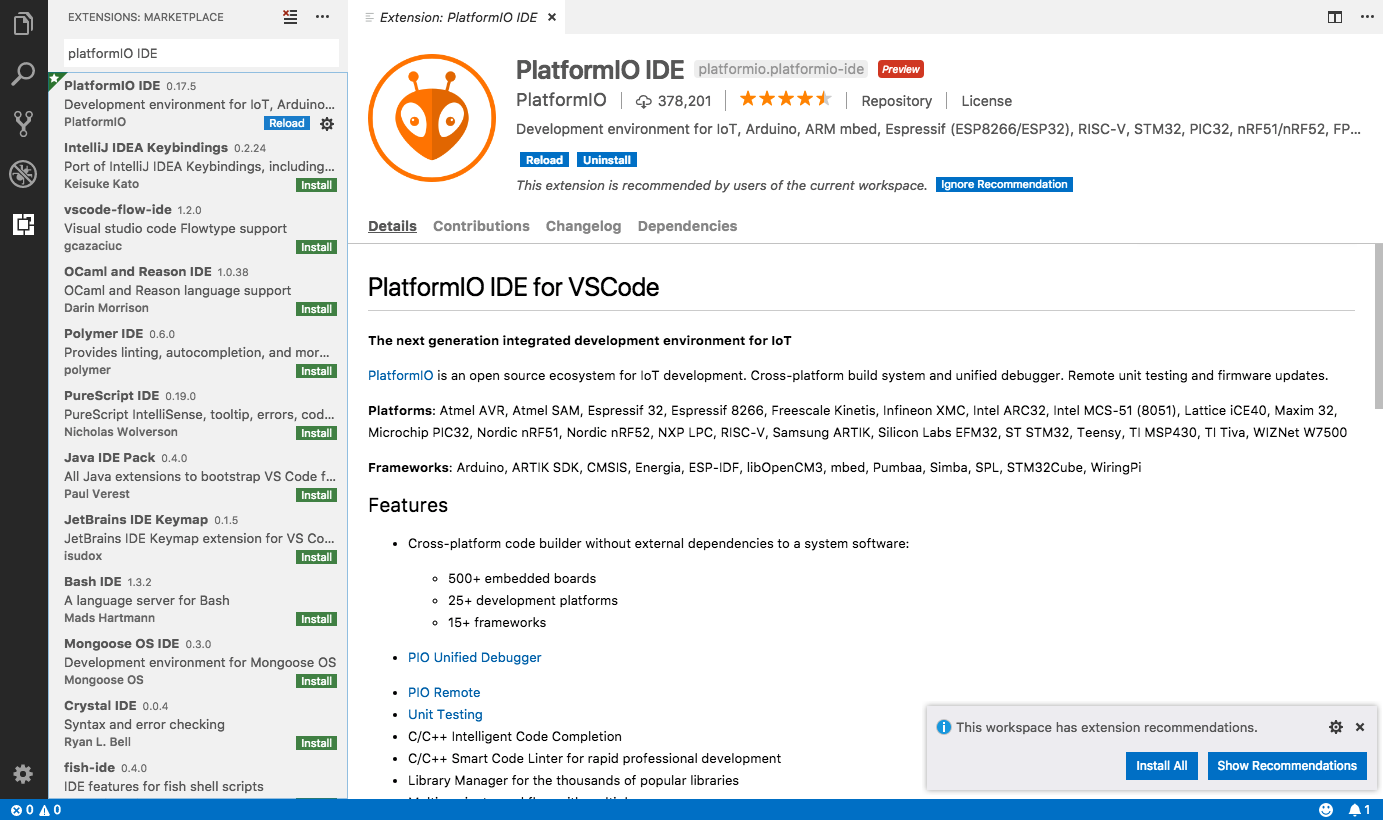 EXTENSIONS: MARKETPLACE
platformIO IDE
PlatformIO IDE 0.17.5
Development environment for IoT, Arduino...
PlatformIO Reload
IntelliJ IDEA Keybindings 0.2.24
Port of IntelliJ IDEA Keybindings, including...
Keisuke Kato Install
vscode-flow-ide 1.2.0
Visual studio code Flowtype support
gcazaciuc Install
OCaml and Reason IDE 1.0.38
OCaml and Reason language support
Darin Morrison Install
Polymer IDE 0.6.0
Provides linting, autocompletion, and mor...
polymer Install
PureScript IDE 0.19.0
PureScript IntelliSense, tooltip, errors, cod...
Nicholas Wolverson Install
Java IDE Pack 0.4.0
All Java extensions to bootstrap VS Code f...
Paul Verest Install
JetBrains IDE Keymap 0.1.5
JetBrains IDE Keymap extension for VS Co...
isudox Install
Bash IDE 1.3.2
A language server for Bash
Mads Hartmann Install
Mongoose OS IDE 0.3.0
Development environment for Mongoose OS
Mongoose OS Install
Crystal IDE 0.0.4
Syntax and error checking
Ryan L. Bell Install
fish-ide 0.4.0
IDE features for fish shell scripts
Extension: PlatformIO IDE
PlatformIO IDE platformio.platformio-ide Preview
PlatformIO 378,201 Repository License
Development environment for IoT, Arduino, ARM mbed, Espressif (ESP8266/ESP32), RISC-V, STM32, PIC32, nRF51/nRF52, FP...
Reload Uninstall
This extension is recommended by users of the current workspace. Ignore Recommendation
Details Contributions Changelog Dependencies
PlatformIO IDE for VSCode
The next generation integrated development environment for IoT
PlatformIO is an open source ecosystem for IoT development. Cross-platform build system and unified debugger. Remote unit testing and firmware updates.
Platforms: Atmel AVR, Atmel SAM, Espressif 32, Espressif 8266, Freescale Kinetis, Infineon XMC, Intel ARC32, Intel MCS-51 (8051), Lattice iCE40, Maxim 32,
Microchip PIC32, Nordic nRF51, Nordic nRF52, NXP LPC, RISC-V, Samsung ARTIK, Silicon Labs EFM32, ST STM32, Teensy, TI MSP430, TI Tiva, WIZNet W7500
Frameworks: Arduino, ARTIK SDK, CMSIS, Energia, ESP-IDF, libOpenCM3, mbed, Pumbaa, Simba, SPL, STM32Cube, WiringPi
Features
• Cross-platform code builder without external dependencies to a system software:
◦ 500+ embedded boards
◦ 25+ development platforms
◦ 15+ frameworks
• PIO Unified Debugger
• PIO Remote
• Unit Testing
• C/C++ Intelligent Code Completion
• C/C++ Smart Code Linter for rapid professional development
• Library Manager for the thousands of popular libraries
This workspace has extension recommendations.
Install All Show Recommendations
0 0
1